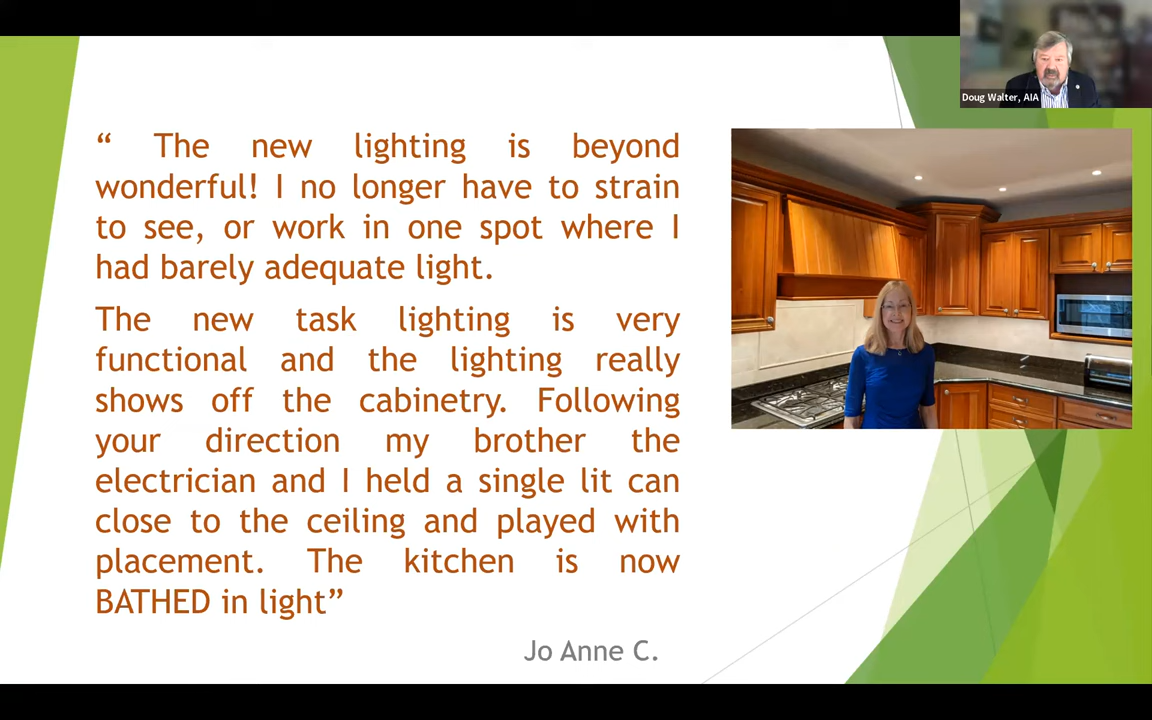 Doug Walter, AIA
“ The new lighting is beyond
wonderful! I no longer have to strain
to see, or work in one spot where I
had barely adequate light.
The new task lighting is very
functional and the lighting really
shows off the cabinetry. Following
your direction my brother the
electrician and I held a single lit can
close to the ceiling and played with
placement. The kitchen is now
BATHED in light”
Jo Anne C.